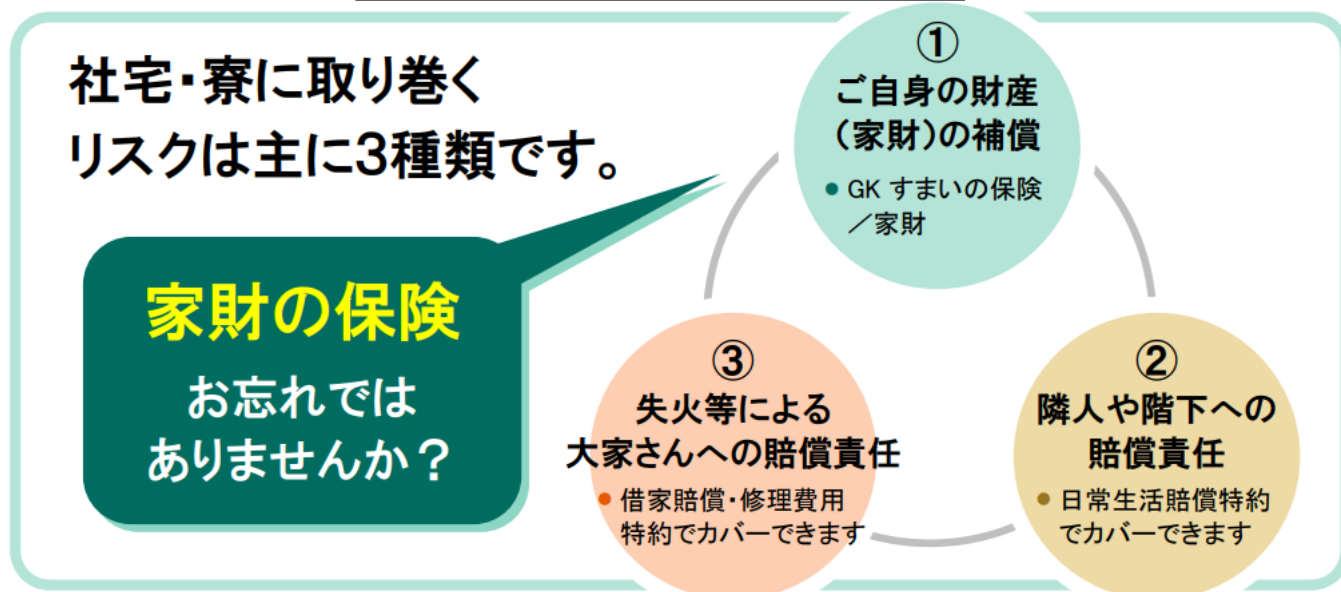 社宅・寮に取り巻く
リスクは主に3種類です。
家財の保険
お忘れでは
ありませんか？
①
ご自身の財産
（家財）の補償
● GK すまいの保険
／家財
②
隣人や階下への
賠償責任
● 日常生活賠償特約
でカバーできます
③
失火等による
大家さんへの賠償責任
● 借家賠償・修理費用
特約でカバーできます